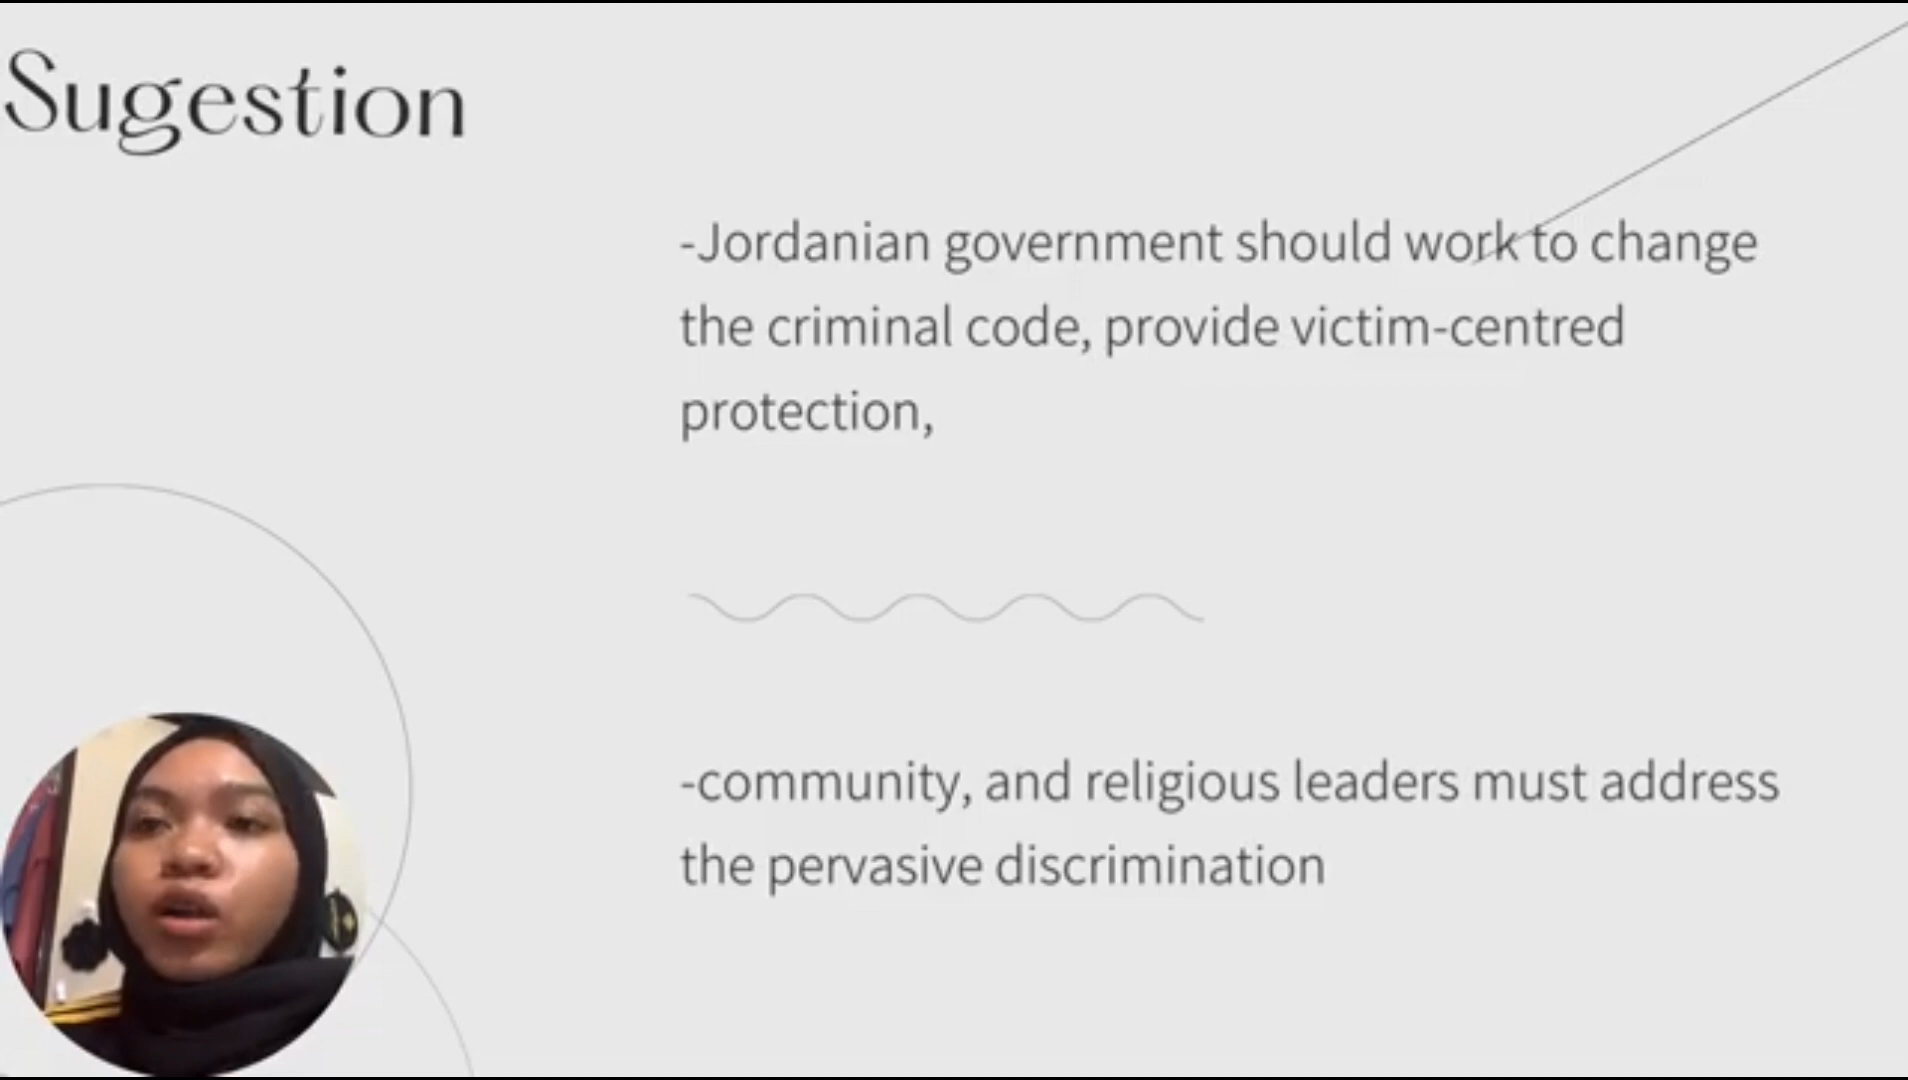 Sugestion
-Jordanian government should work to change
the criminal code, provide victim-centred
protection,
-community, and religious leaders must address
the pervasive discrimination